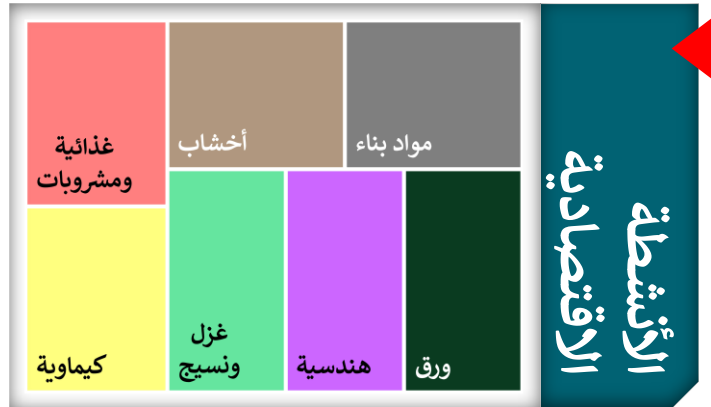 الأنشطة
الاقتصادية
مواد بناء
أخشاب
غذائية
ومشروبات
ورق
هندسية
غزل
ونسيج
كيماوية